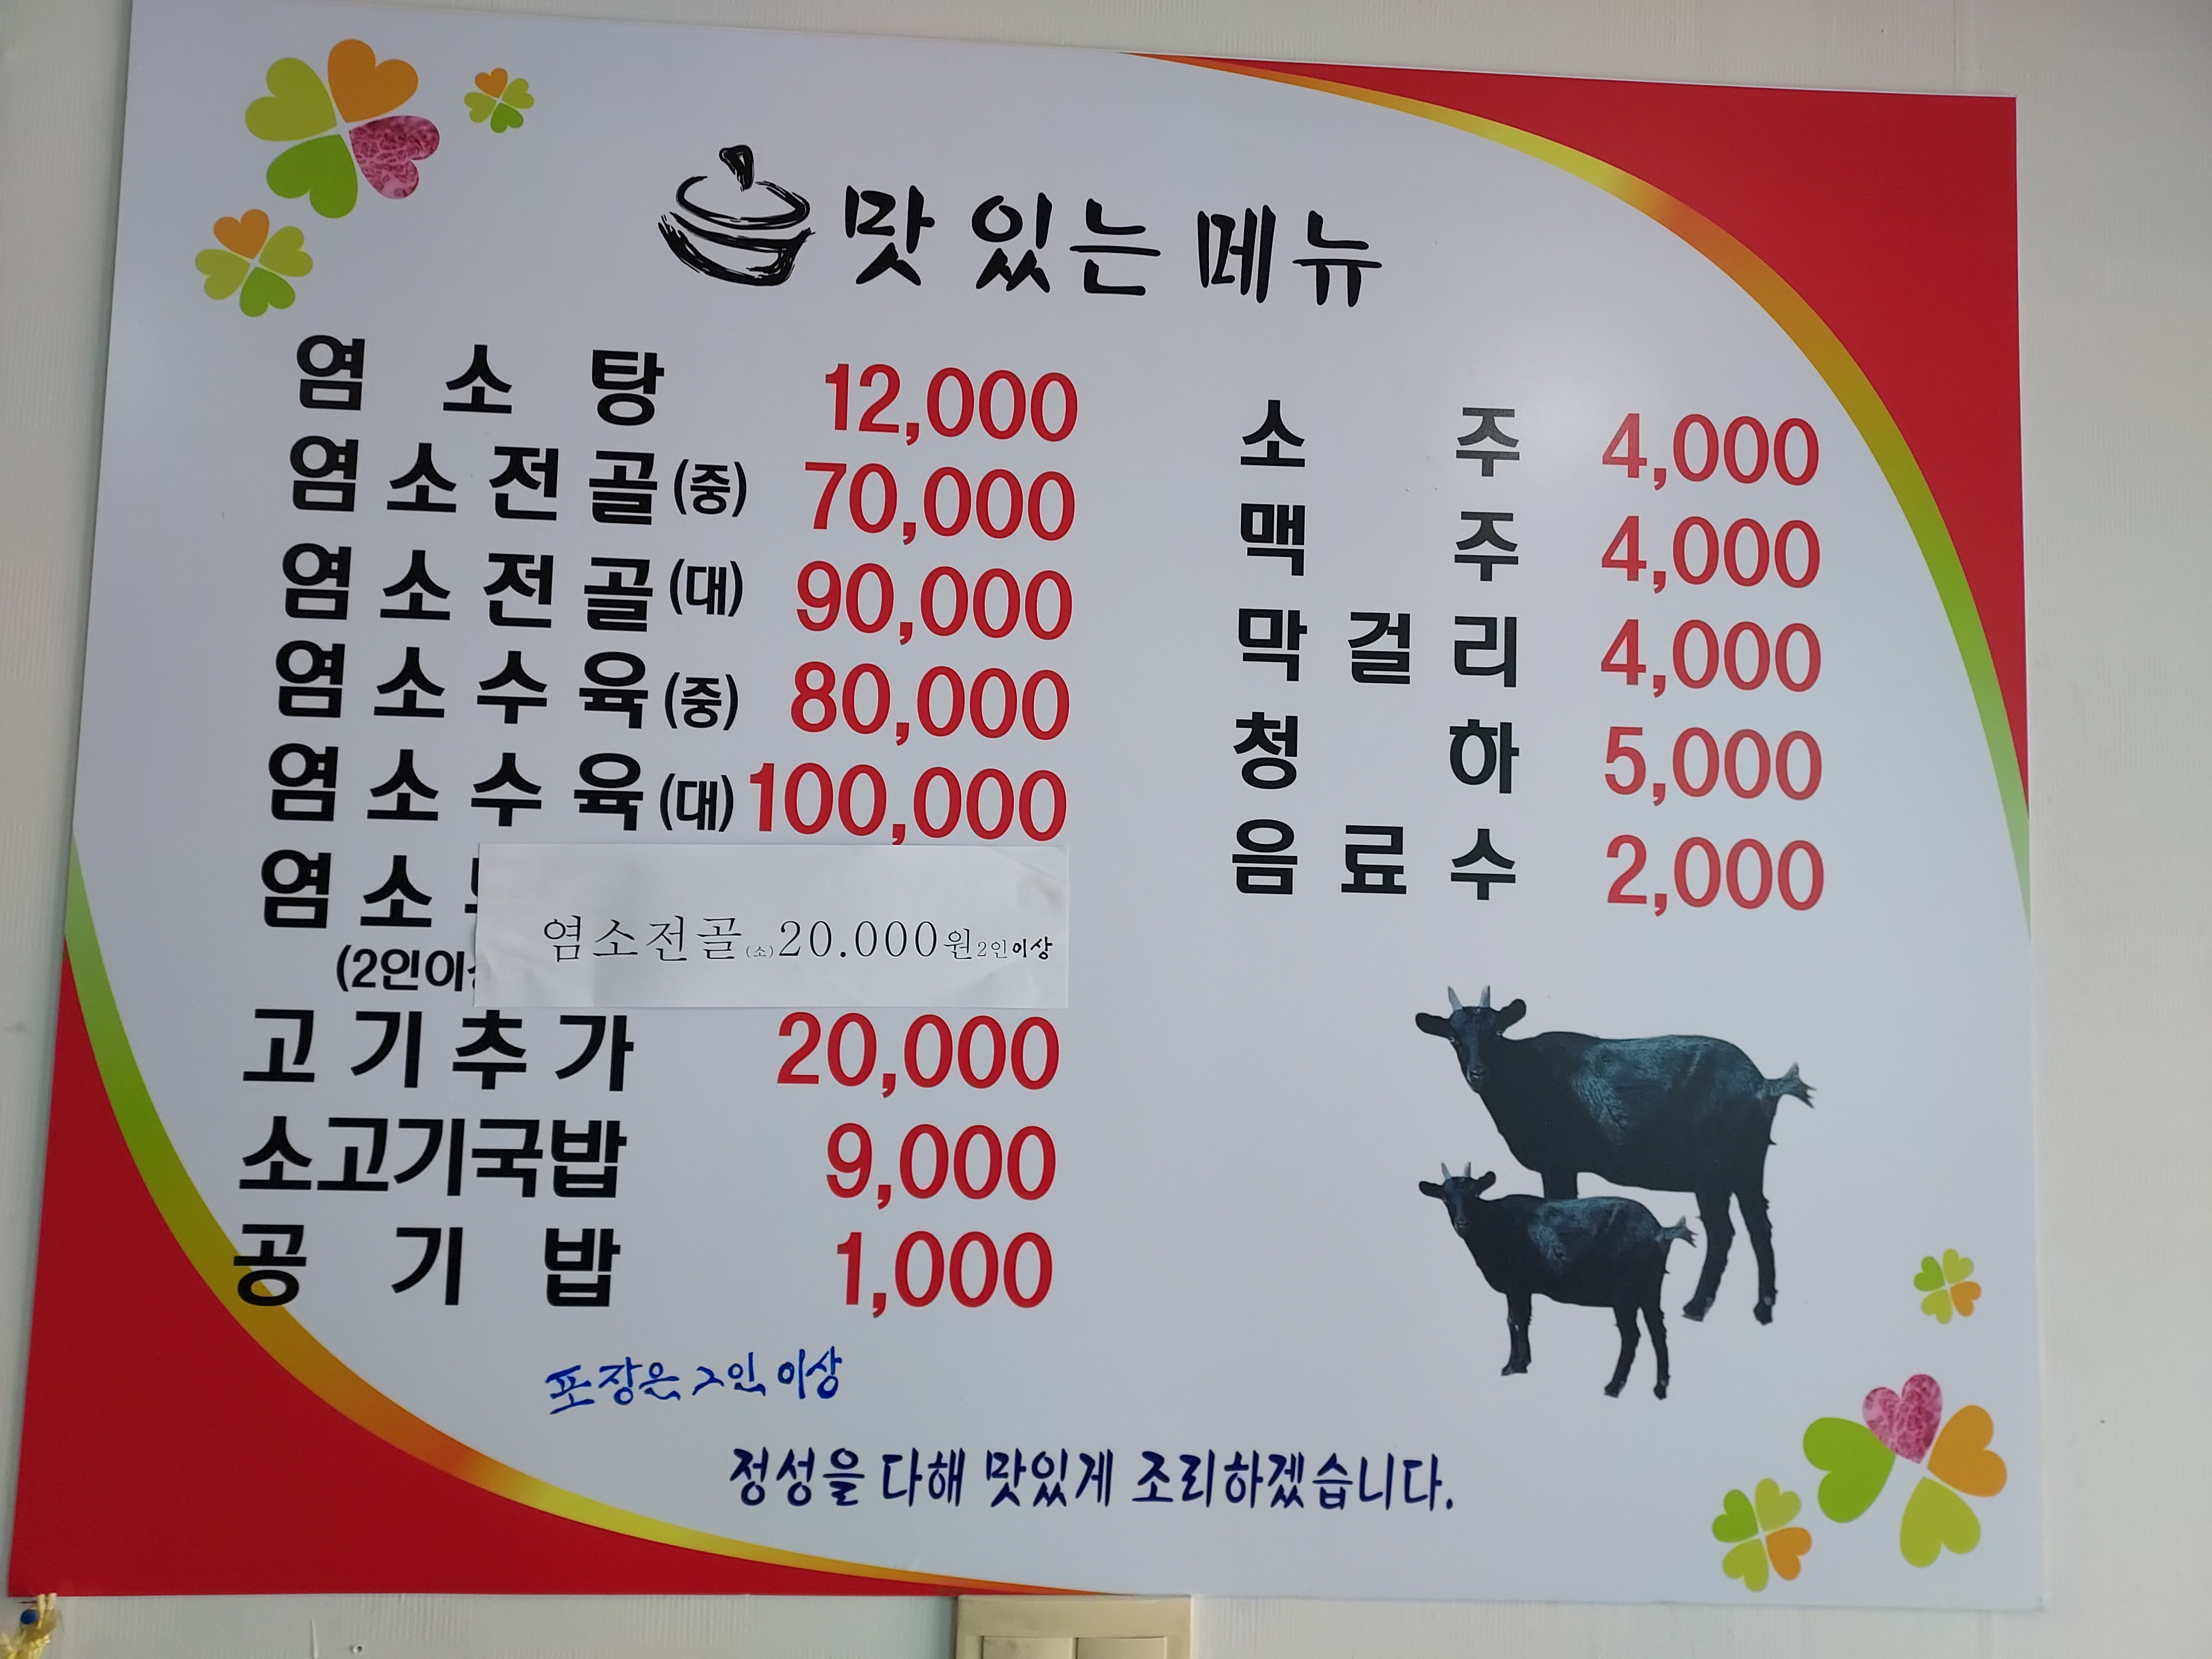 맛있는 메뉴
염소탕 12,000
염소전골(중) 70,000
염소전골(대) 90,000
염소수육(중) 80,000
염소수육(대) 100,000
염소
(2인이
염소전골(소)20.000원2인이상
고기추가 20,000
소고기국밥 9,000
공기밥 1,000
소주 4,000
맥주 4,000
막걸리 4,000
청하 5,000
음료수 2,000
포장은 2인 이상
정성을 다해 맛있게 조리하겠습니다.